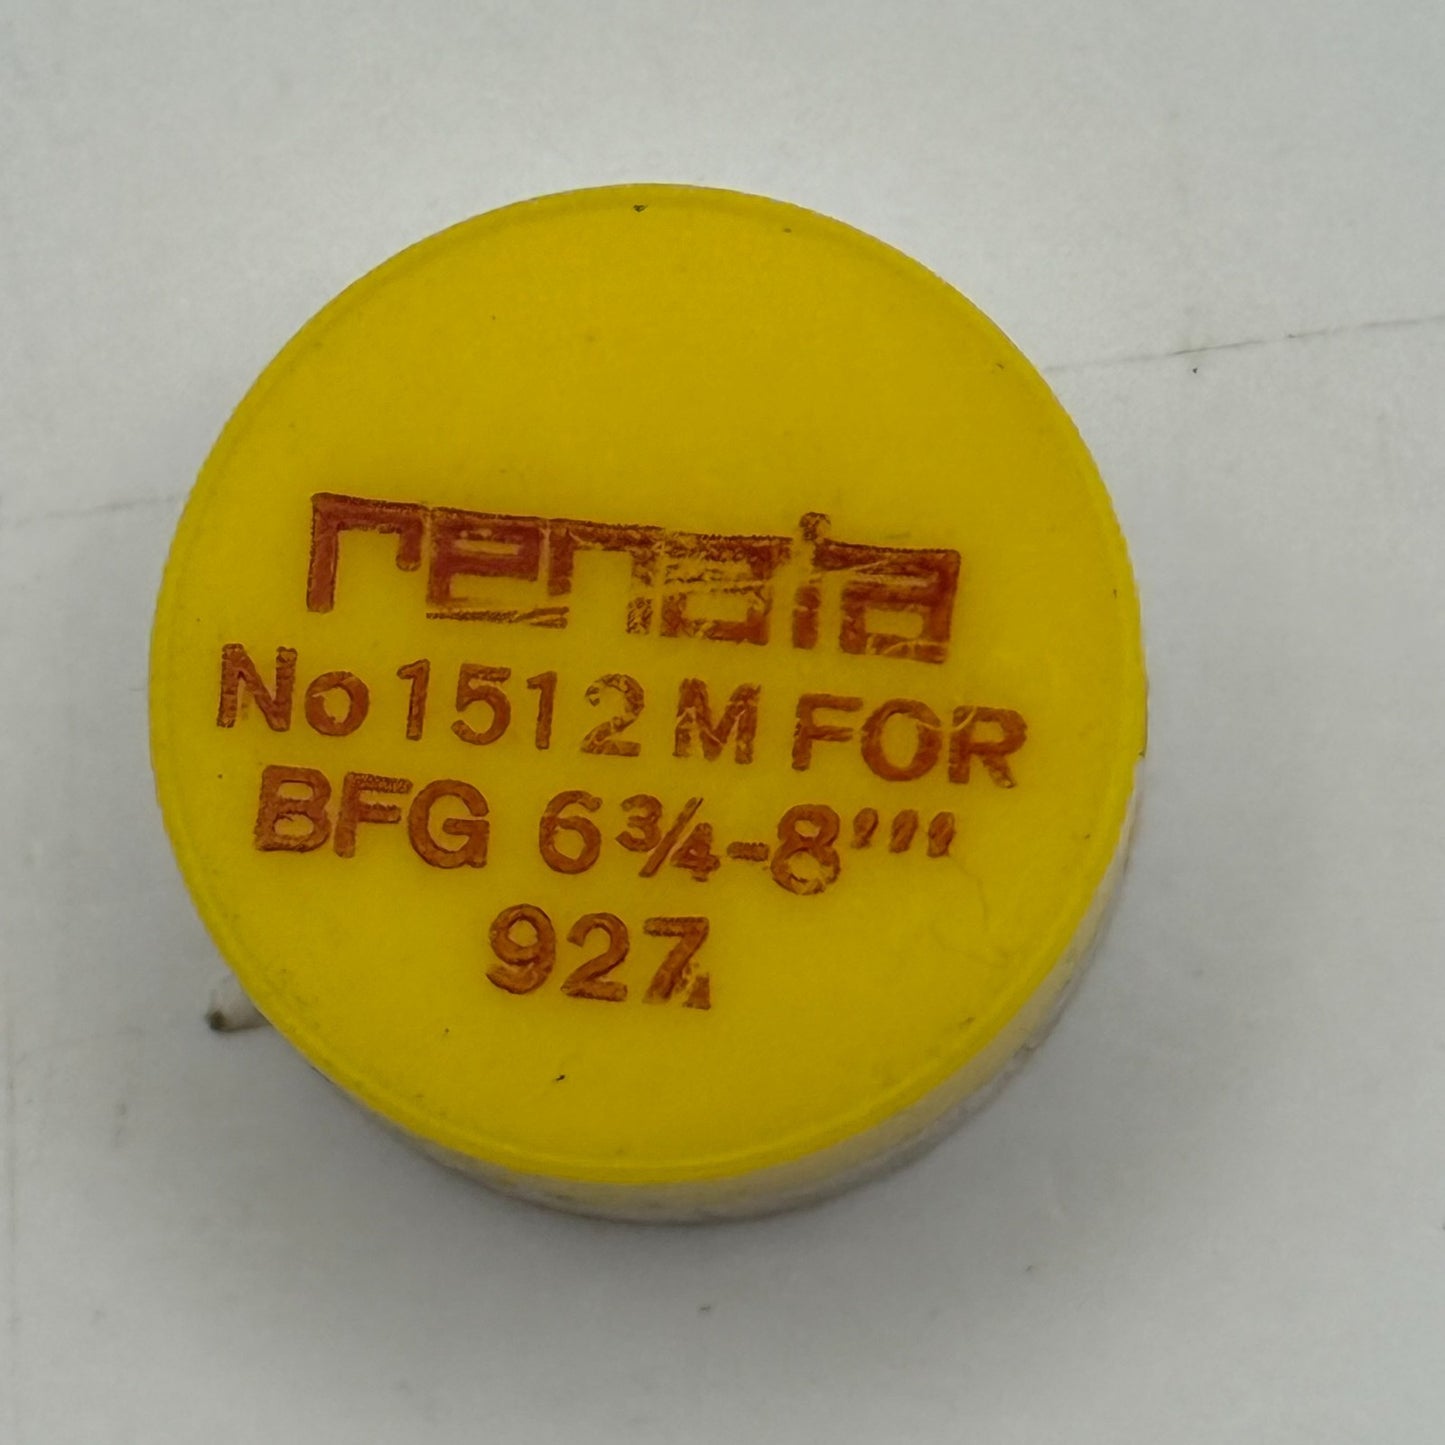 renata
No 1512 M FOR
BFG 6¾-8'''
927